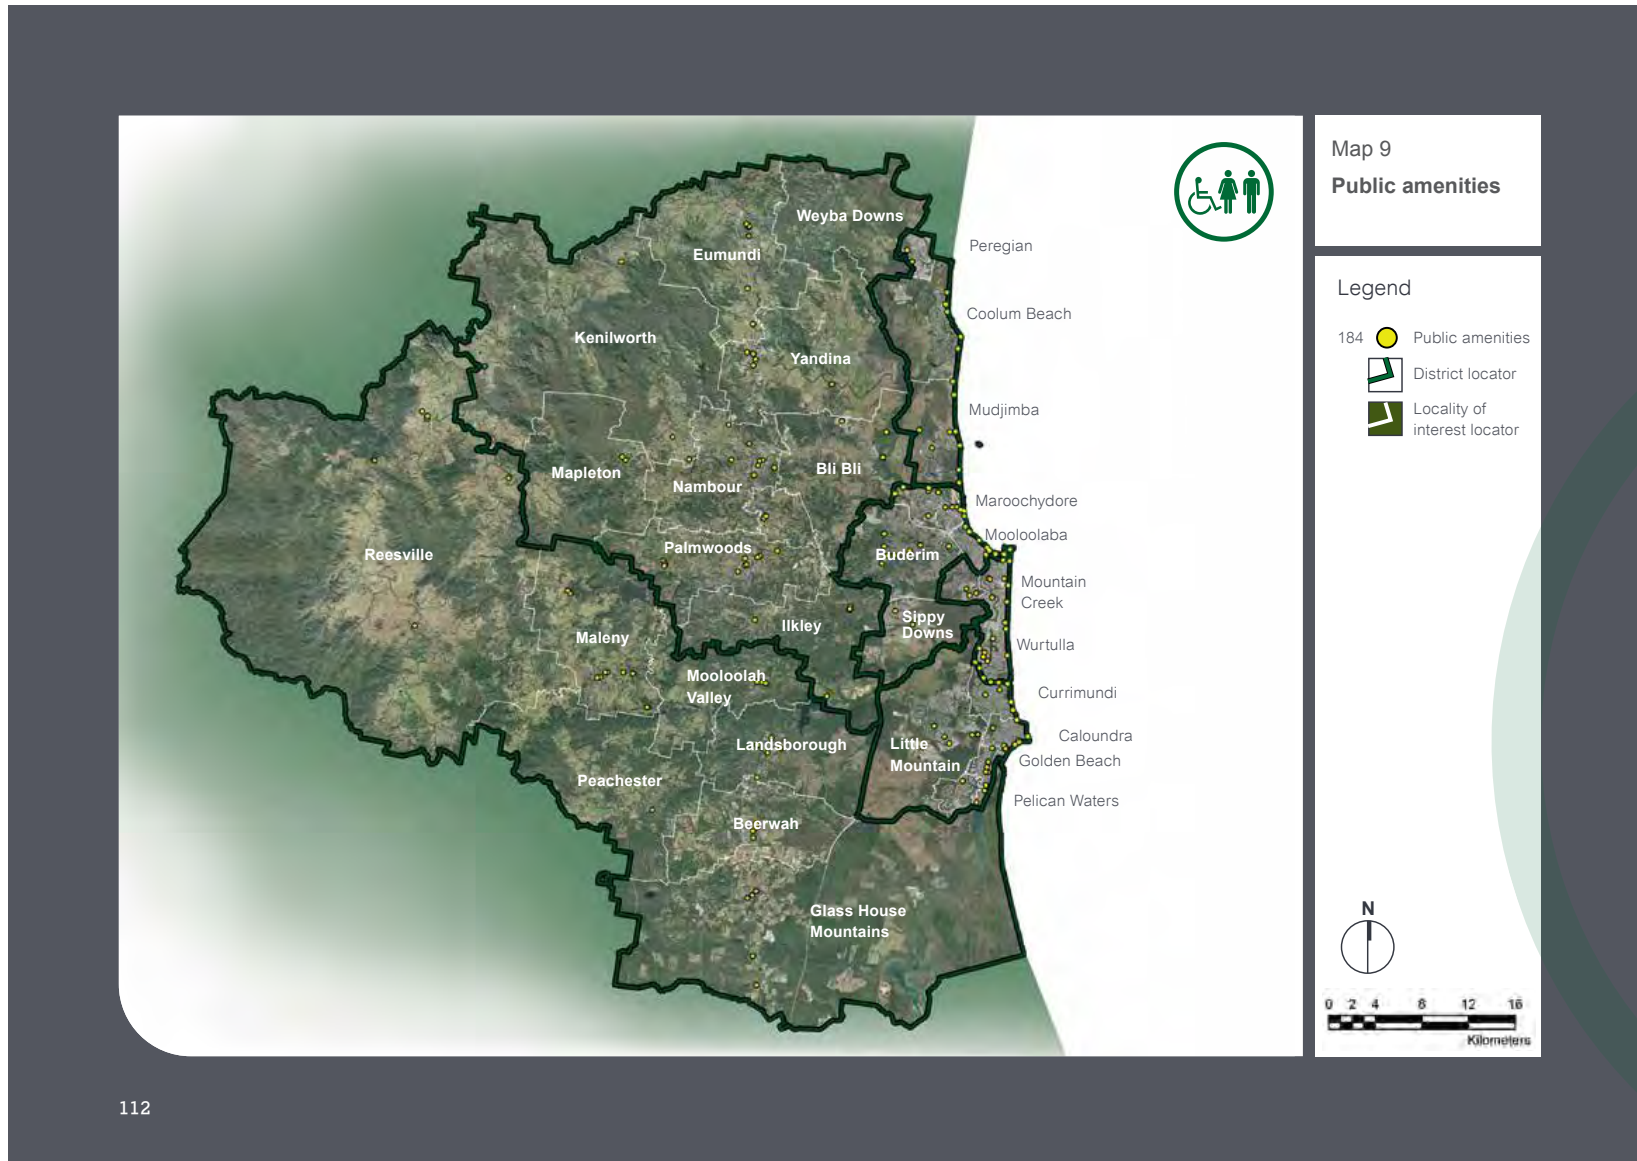 Map 9
Public amenities
Legend
184 Public amenities
District locator
Locality of
interest locator
N
0 2 4 8 12 16
Kilometers
Weyba Downs
Eumundi
Peregian
Coolum Beach
Kenilworth
Yandina
Mudjimba
Mapleton
Nambour
Bli Bli
Maroochydore
Mooloolaba
Reesville
Palmwoods
Buderim
Mountain
Creek
Maleny
Ilkley
Sippy
Downs
Wurtulla
Mooloolah
Valley
Currimundi
Landsborough
Little
Mountain
Caloundra
Golden Beach
Peachester
Pelican Waters
Beerwah
Glass House
Mountains
112